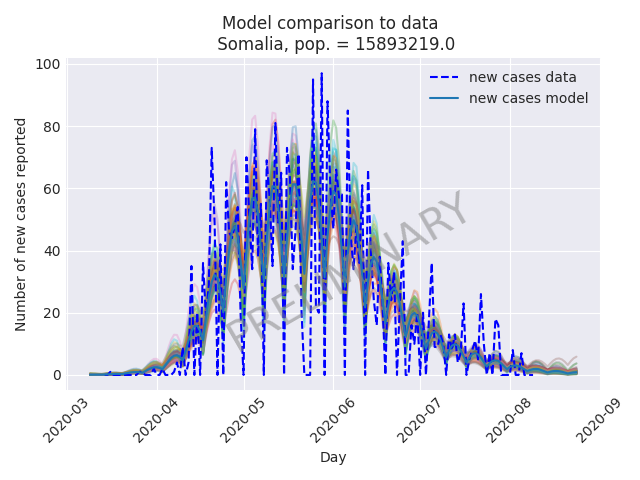 Model comparison to data
Somalia, pop. = 15893219.0
100
80
60
40
20
0
Number of new cases reported
new cases data
new cases model
PRELIMINARY
2020-03
2020-04
2020-05
2020-06
2020-07
2020-08
2020-09
Day